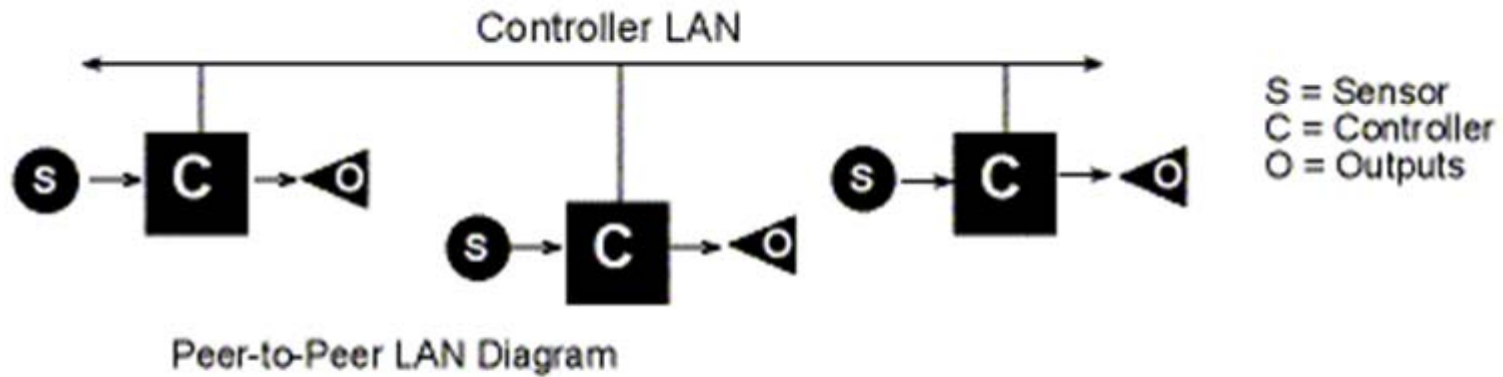 Controller LAN
S = Sensor
C = Controller
O = Outputs
S C O
S C O
S C O
Peer-to-Peer LAN Diagram